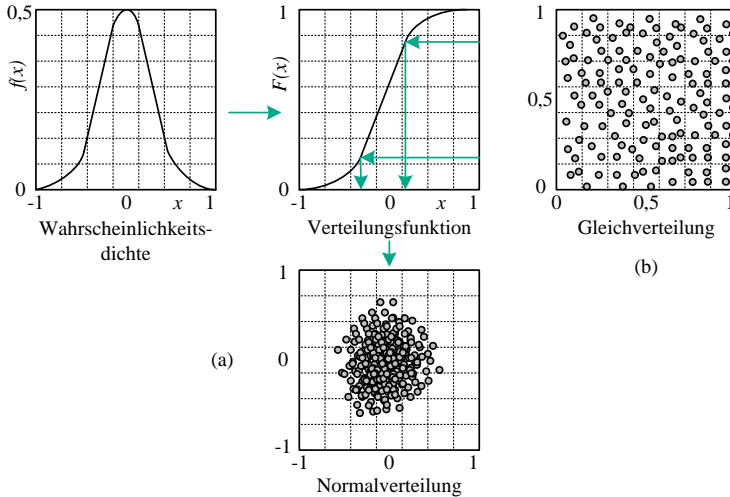 0,5
f(x)
0
-1 0 x 1
Wahrscheinlichkeits-
dichte
1
F(x)
0
-1 0 x 1
Verteilungsfunktion
1
0,5
0
0 0,5 1
Gleichverteilung
(b)
(a)
1
0
-1
-1 0 1
Normalverteilung